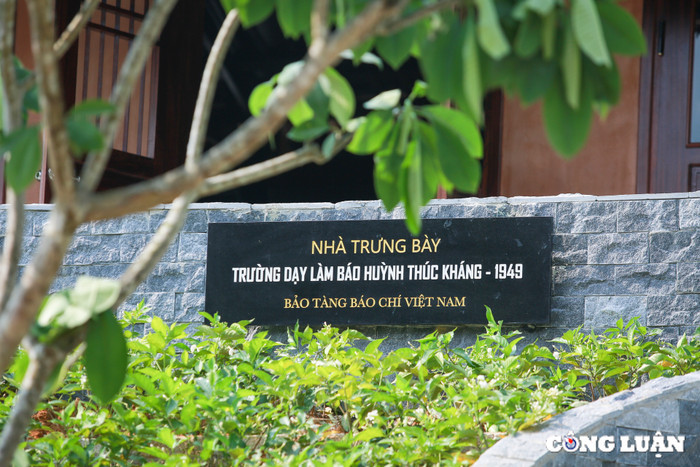 NHÀ TRƯNG BÀY
TRƯỜNG DẠY LÀM BÁO HUỲNH THÚC KHÁNG - 1949
BẢO TÀNG BÁO CHÍ VIỆT NAM
CÔNG LUẬN